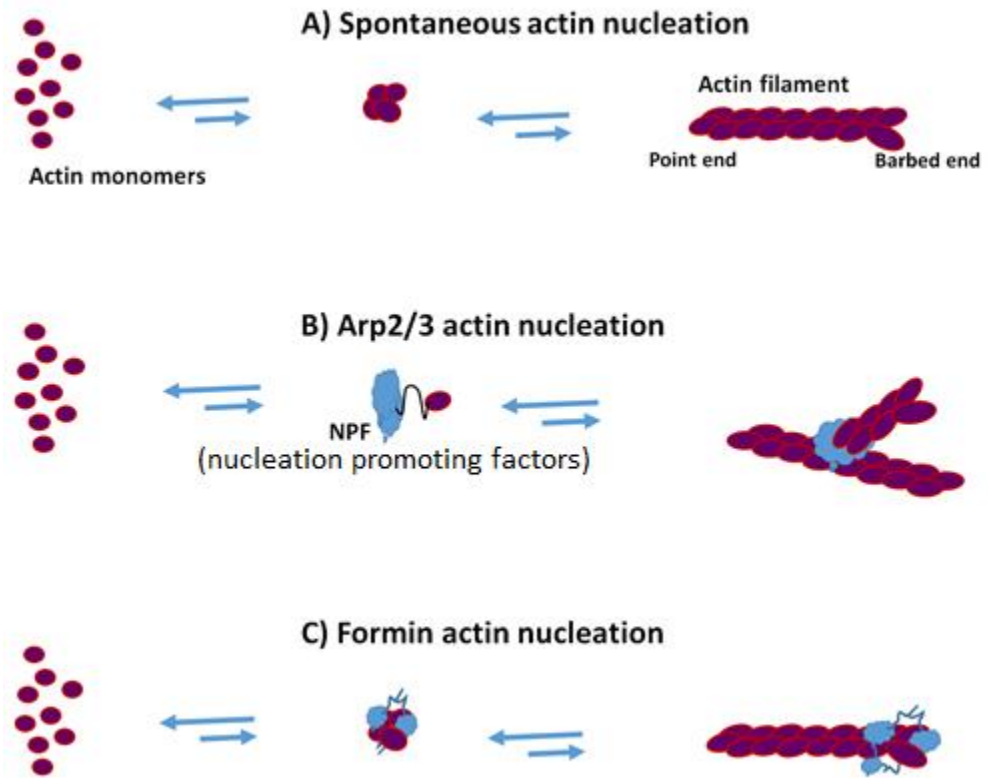 A) Spontaneous actin nucleation
Actin filament
Point end
Barbed end
Actin monomers
B) Arp2/3 actin nucleation
NPF
(nucleation promoting factors)
C) Formin actin nucleation